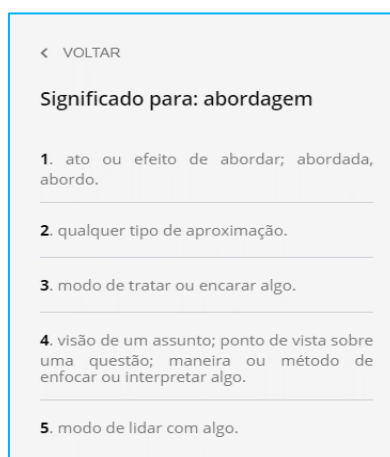 < VOLTAR
Significado para: abordagem
1. ato ou efeito de abordar; abordada,
abordo.
2. qualquer tipo de aproximação.
3. modo de tratar ou encarar algo.
4. visão de um assunto; ponto de vista sobre
uma questão; maneira ou método de
enfocar ou interpretar algo.
5. modo de lidar com algo.